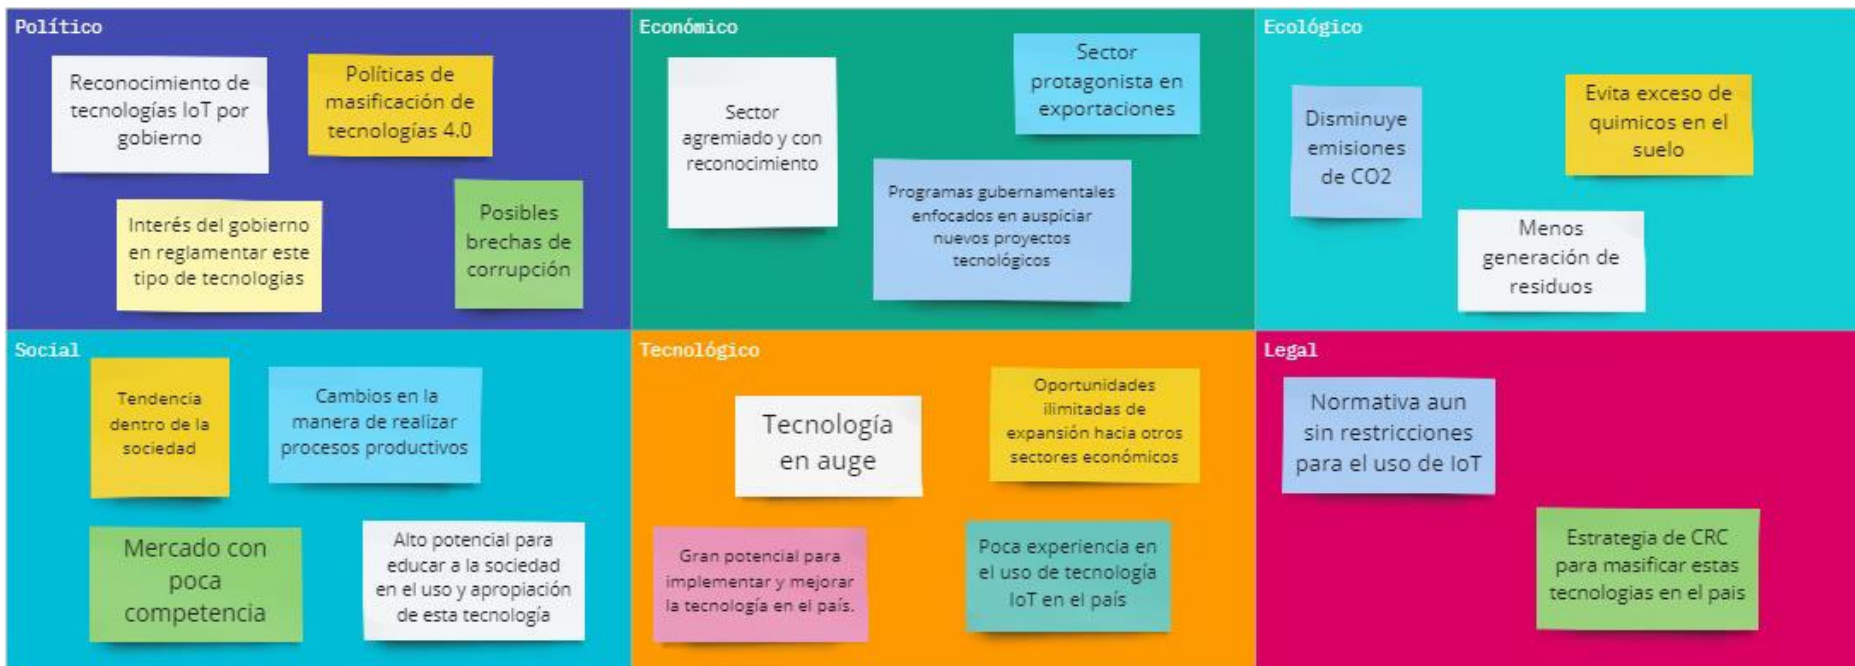 Político
Reconocimiento de
tecnologías IoT por
gobierno
Políticas de
masificación de
tecnologías 4.0
Interés del gobierno
en reglamentar este
tipo de tecnologias
Posibles
brechas de
corrupción
Económico
Sector
agremiado y con
reconocimiento
Sector
protagonista en
exportaciones
Programas gubernamentales
enfocados en auspiciar
nuevos proyectos
tecnológicos
Ecológico
Disminuye
emisiones
de CO2
Evita exceso de
quimicos en el
suelo
Menos
generación de
residuos
Social
Tendencia
dentro de la
sociedad
Cambios en la
manera de realizar
procesos productivos
Mercado con
poca
competencia
Alto potencial para
educar a la sociedad
en el uso y apropiación
de esta tecnología
Tecnológico
Tecnología
en auge
Oportunidades
ilimitadas de
expansión hacia otros
sectores económicos
Gran potencial para
implementar y mejorar
la tecnología en el país.
Poca experiencia en
el uso de tecnología
IoT en el país
Legal
Normativa aun
sin restricciones
para el uso de IoT
Estrategia de CRC
para masificar estas
tecnologias en el pais